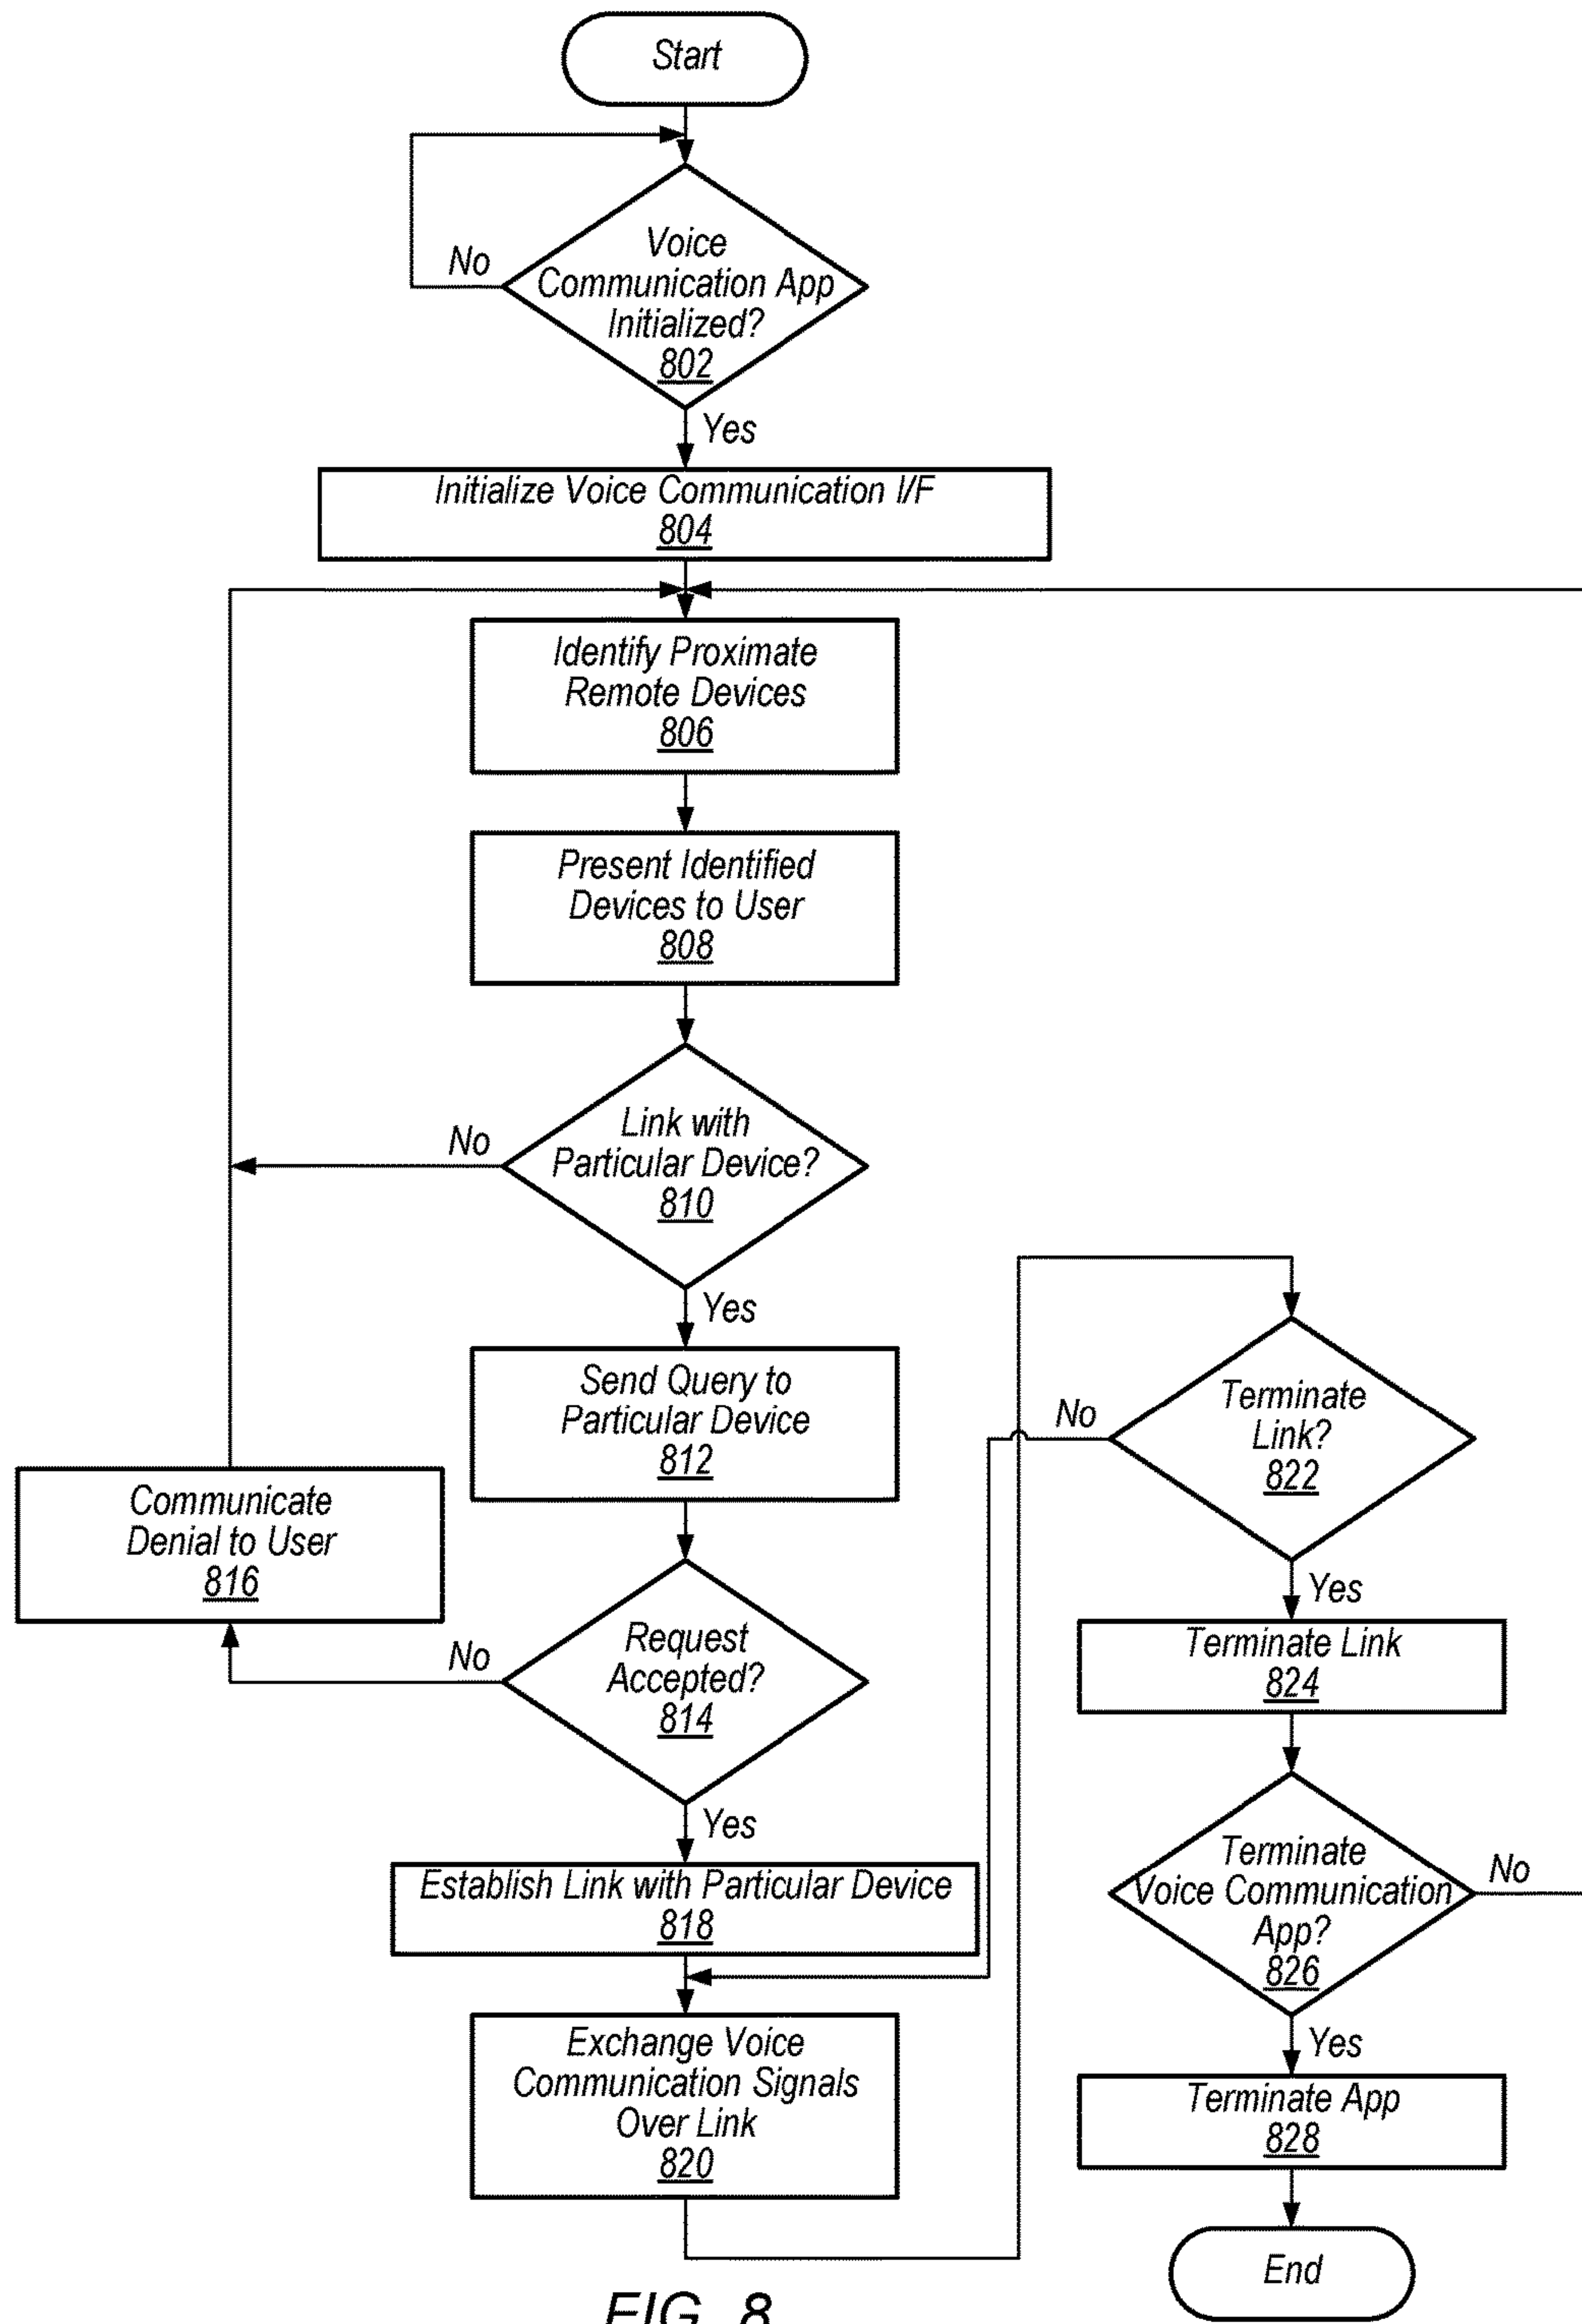 Start
Voice
Communication App
Initialized?
802
No
Yes
Initialize Voice Communication I/F
804
Identify Proximate
Remote Devices
806
Present Identified
Devices to User
808
Link with
Particular Device?
810
No
Yes
Send Query to
Particular Device
812
Communicate
Denial to User
816
Request
Accepted?
814
No
Yes
Establish Link with Particular Device
818
Exchange Voice
Communication Signals
Over Link
820
Terminate
Link?
822
No
Yes
Terminate Link
824
Terminate
Voice Communication
App?
826
No
Yes
Terminate App
828
End
FIG. 8